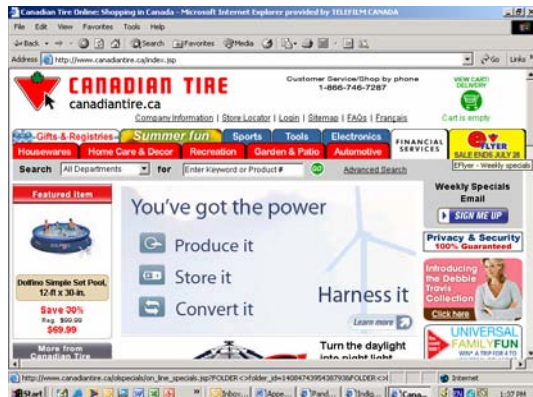 Canadian Tire Online: Shopping in Canada - Microsoft Internet Explorer provided by TELEFILM CANADA
File Edit View Favorites Tools Help
Back Search Favorites Media
Address http://www.canadiantire.ca/index.jsp Go Links
CANADIAN TIRE
canadiantire.ca
Customer Service/Shop by phone
1-866-746-7287
VIEW CART/
DELIVERY
Cart is empty
Company Information | Store Locator | Login | Sitemap | FAQs | Français
Gifts & Registries Summer fun Sports Tools Electronics FINANCIAL SERVICES eFLYER
Housewares Home Care & Decor Recreation Garden & Patio Automotive SALE ENDS JULY 28
EFlyer - Weekly specials
Search All Departments for Enter Keyword or Product # GO Advanced Search
Featured Item
Dolfino Simple Set Pool,
12-ft x 30-in.
Save 30%
Reg. $99.99
$69.99
More from
Canadian Tire
You've got the power
Produce it
Store it
Convert it
Harness it
Learn more
Turn the daylight
into night light
Weekly Specials
Email
SIGN ME UP
Privacy & Security
100% Guaranteed
Introducing
the Debbie
Travis
Collection
Click here
UNIVERSAL
FAMILY FUN
WIN* A TRIP FOR 4 TO
Internet
Start
1:37 PM